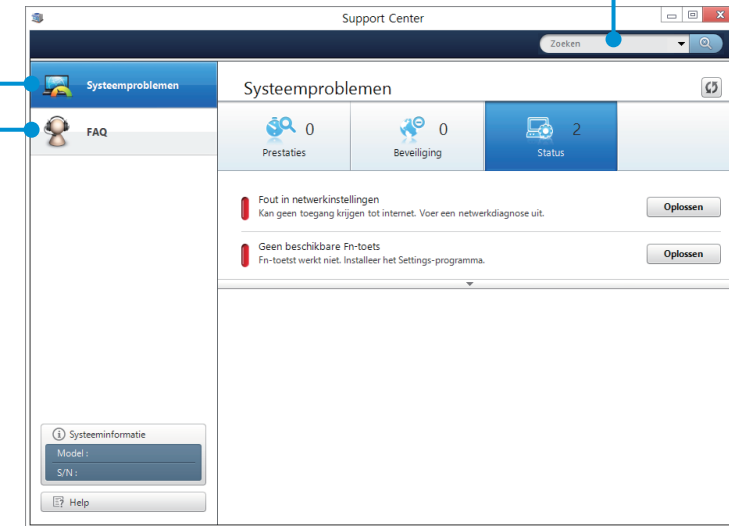 Support Center
Zoeken
Systeemproblemen
FAQ
Systeemproblemen
0
Prestaties
0
Beveiliging
2
Status
Fout in netwerkinstellingen
Kan geen toegang krijgen tot internet. Voer een netwerkdiagnose uit.
Oplossen
Geen beschikbare Fn-toets
Fn-toetst werkt niet. Installeer het Settings-programma.
Oplossen
Systeeminformatie
Model :
S/N :
Help